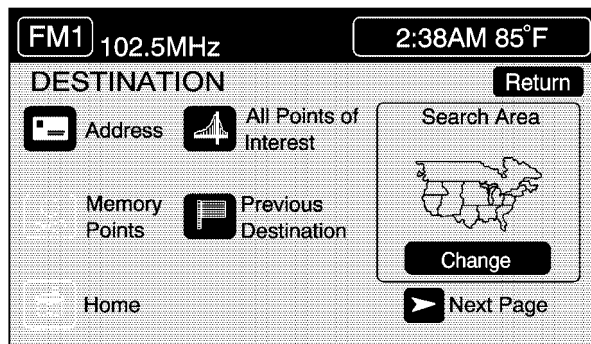 FM1 102.5MHz 2:38AM 85°F
DESTINATION Return
Address
All Points of
Interest
Search Area
Memory
Points
Previous
Destination
Change
Home
Next Page